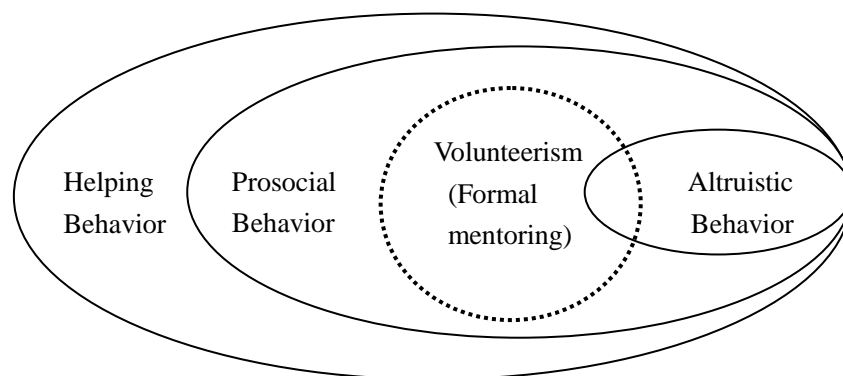 Helping
Behavior
Prosocial
Behavior
Volunteerism
(Formal
mentoring)
Altruistic
Behavior